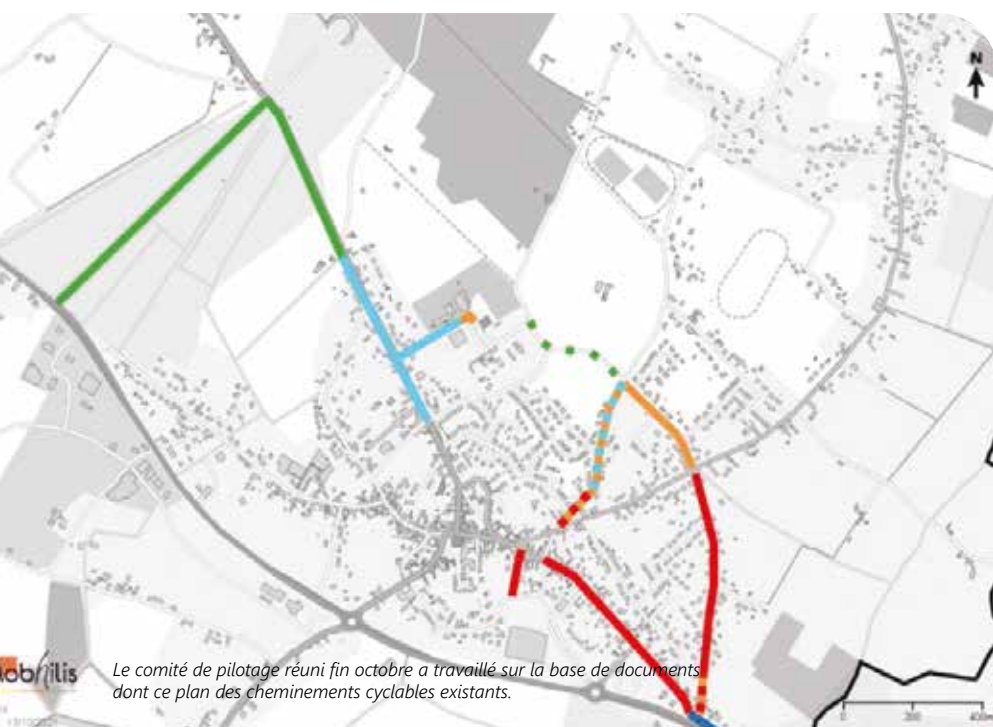 N
Le comité de pilotage réuni fin octobre a travaillé sur la base de documents
dont ce plan des cheminements cyclables existants.